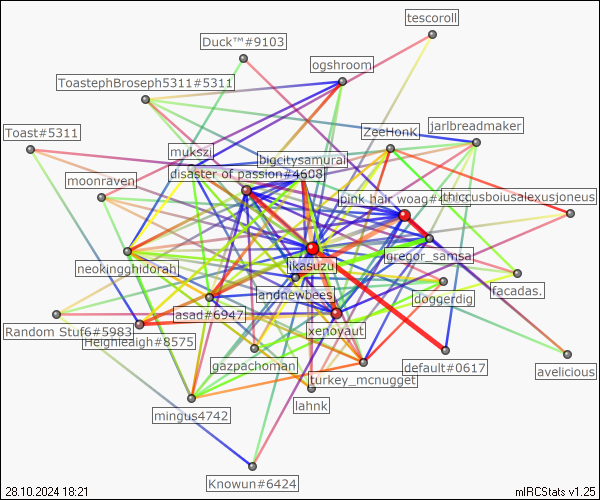 tescoroll
Duck™#9103
ogshroom
ToastephBroseph5311#5311
jarlbreadmaker
Toast#5311
ZeeHonK
mukszi
bigcitysamurai
disaster of passion#4608
moonraven
pink hair woag#4
thiccusboiusalexusjoneus
gregor_samsa
ikasuzu
neokingghidorah
facadas.
landrewbees
doggerdig
asad#6947
xenoyaut
Random Stuf6#5983
Heighleaigh#8575
gazpachoman
default#0617
avelicious
turkey_mcnugget
lahnk
mingus4742
Knowun#6424
28.10.2024 18:21
mIRCStats v1.25